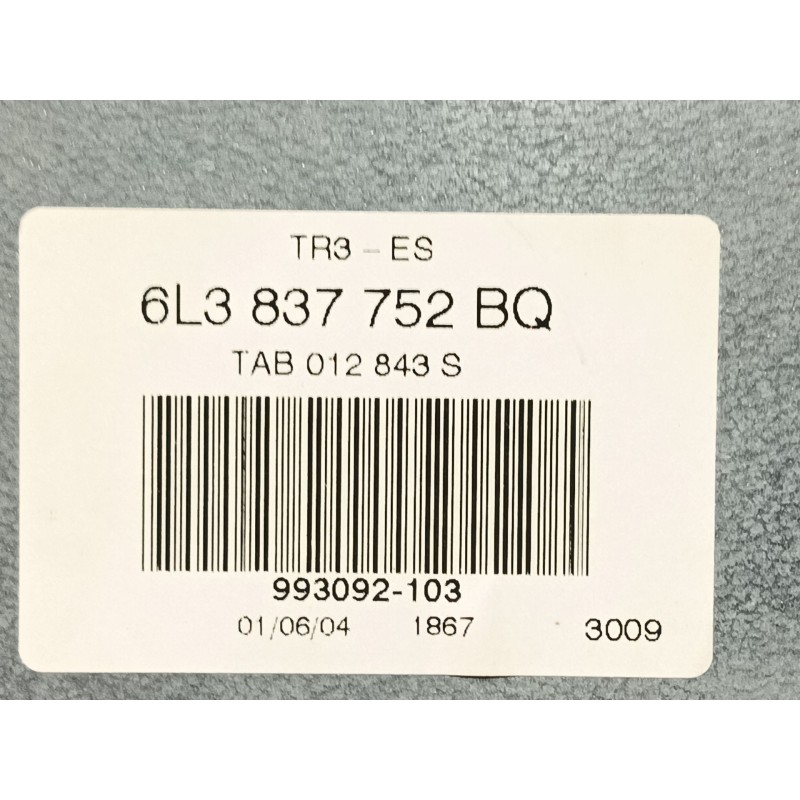 TR3 - ES
6L3 837 752 BQ
TAB 012 843 S
993092-103
01/06/04 1867 3009